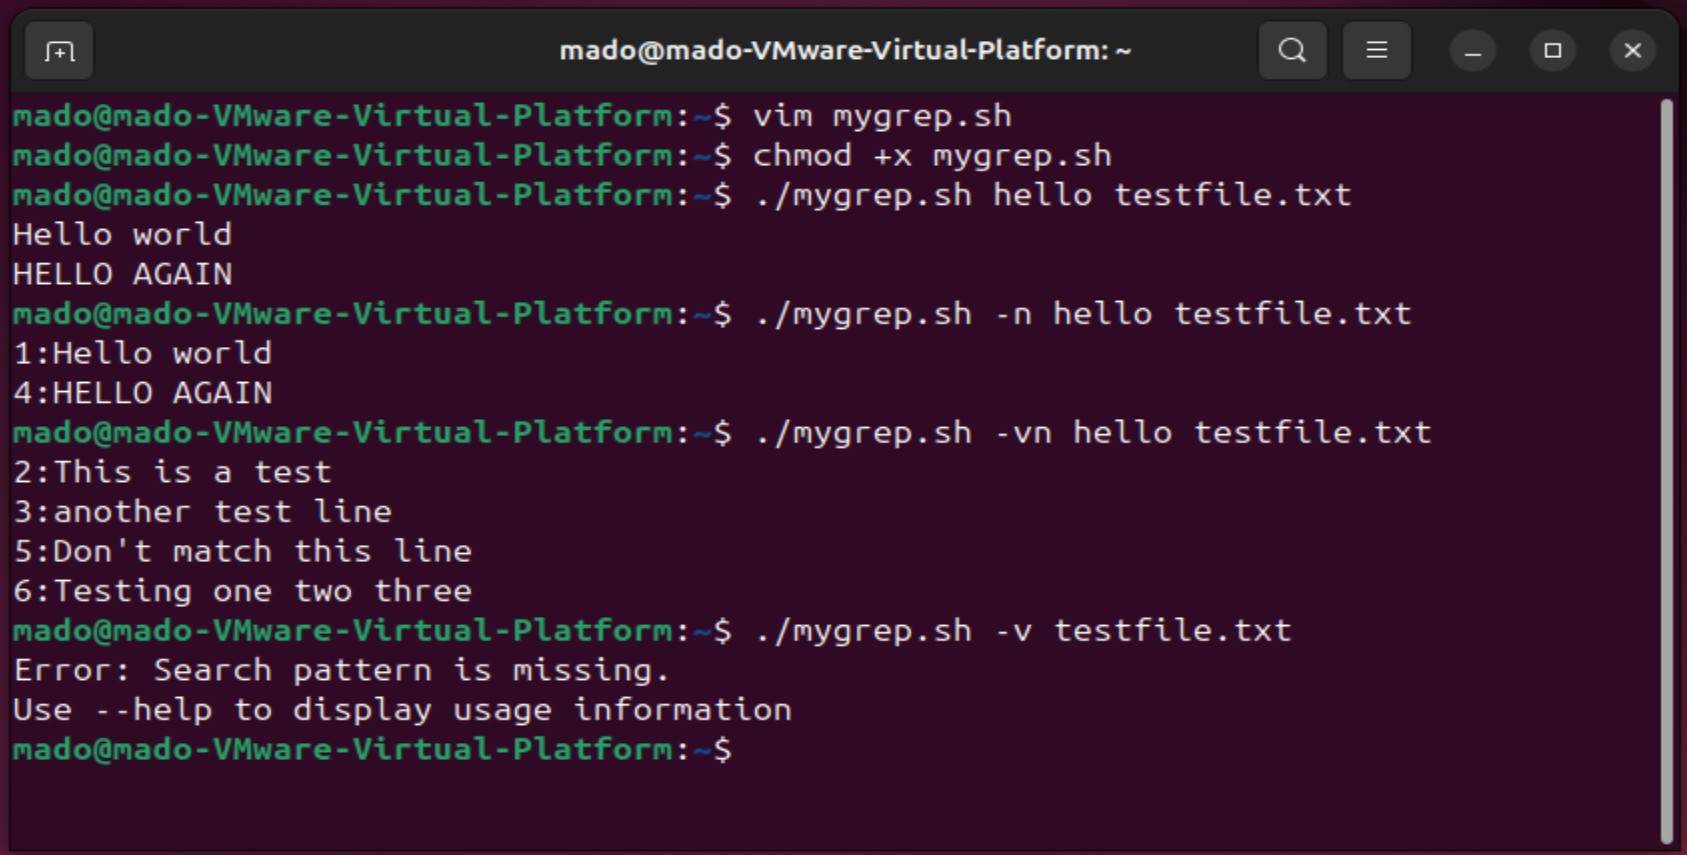 mado@mado-VMware-Virtual-Platform: ~
mado@mado-VMware-Virtual-Platform:~$ vim mygrep.sh
mado@mado-VMware-Virtual-Platform:~$ chmod +x mygrep.sh
mado@mado-VMware-Virtual-Platform:~$ ./mygrep.sh hello testfile.txt
Hello world
HELLO AGAIN
mado@mado-VMware-Virtual-Platform:~$ ./mygrep.sh -n hello testfile.txt
1:Hello world
4:HELLO AGAIN
mado@mado-VMware-Virtual-Platform:~$ ./mygrep.sh -vn hello testfile.txt
2:This is a test
3:another test line
5:Don't match this line
6:Testing one two three
mado@mado-VMware-Virtual-Platform:~$ ./mygrep.sh -v testfile.txt
Error: Search pattern is missing.
Use --help to display usage information
mado@mado-VMware-Virtual-Platform:~$